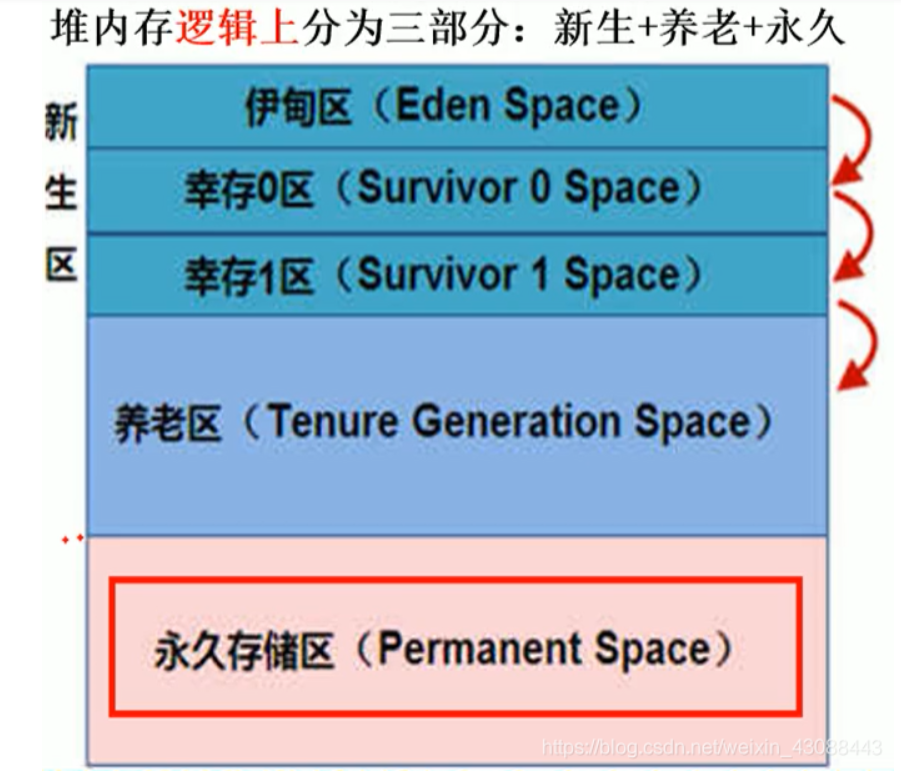 堆内存逻辑上分为三部分：新生+养老+永久
新生区
伊甸区（Eden Space）
幸存0区（Survivor 0 Space）
幸存1区（Survivor 1 Space）
养老区（Tenure Generation Space）
永久存储区（Permanent Space）
https://blog.csdn.net/weixin_43088443